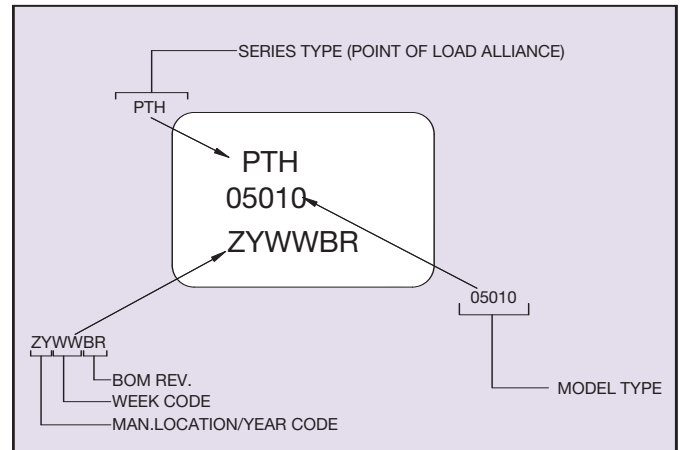 SERIES TYPE (POINT OF LOAD ALLIANCE)
PTH
PTH
05010
ZYWWBR
05010
ZYWWBR
BOM REV.
WEEK CODE
MAN.LOCATION/YEAR CODE
MODEL TYPE